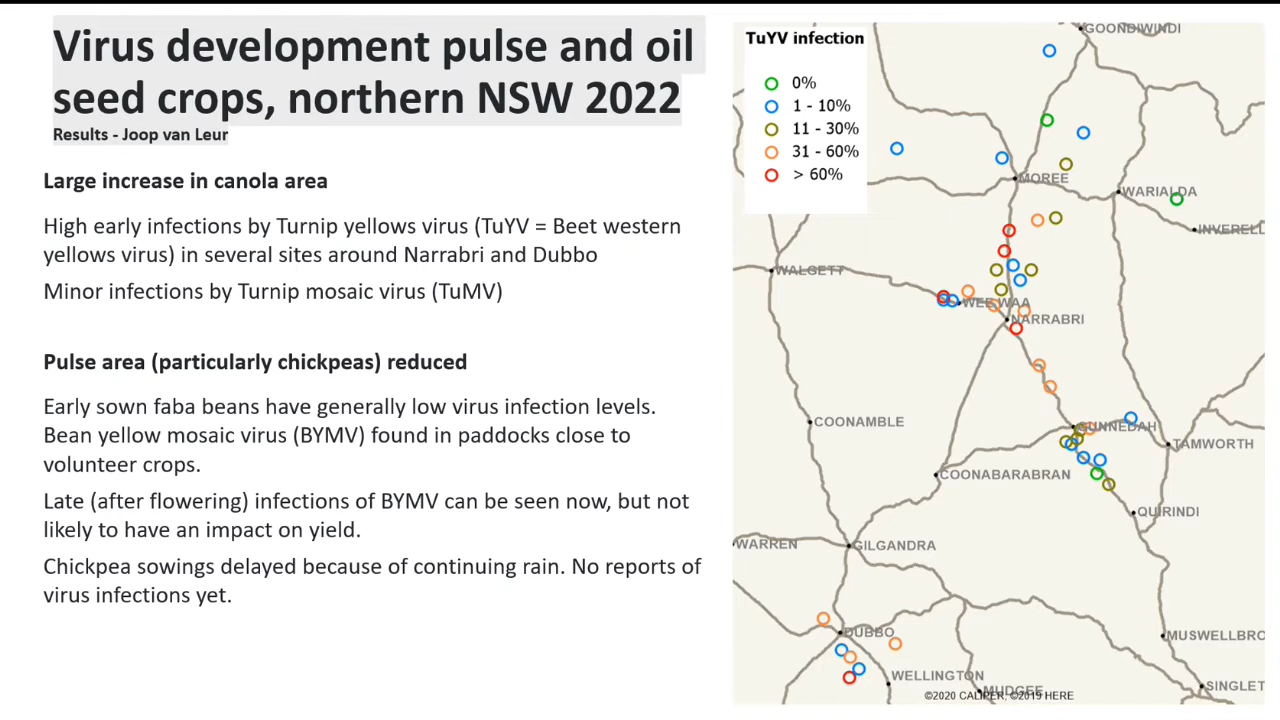 Virus development pulse and oil
seed crops, northern NSW 2022
Results - Joop van Leur
Large increase in canola area
High early infections by Turnip yellows virus (TuYV = Beet western
yellows virus) in several sites around Narrabri and Dubbo
Minor infections by Turnip mosaic virus (TuMV)
Pulse area (particularly chickpeas) reduced
Early sown faba beans have generally low virus infection levels.
Bean yellow mosaic virus (BYMV) found in paddocks close to
volunteer crops.
Late (after flowering) infections of BYMV can be seen now, but not
likely to have an impact on yield.
Chickpea sowings delayed because of continuing rain. No reports of
virus infections yet.
TuYV infection
0%
1 - 10%
11 - 30%
31 - 60%
> 60%
GOONDIWINDI
MOREE
WARIALDA
INVERELL
WALGETT
WEE WAA
NARRABRI
COONAMBLE
GUNNEDAH
TAMWORTH
COONABARABRAN
QUIRINDI
WARREN
GILGANDRA
DUBBO
MUSWELLBRO
WELLINGTON
MUDGEE
SINGLET
©2020 CALIPER; ©2019 HERE